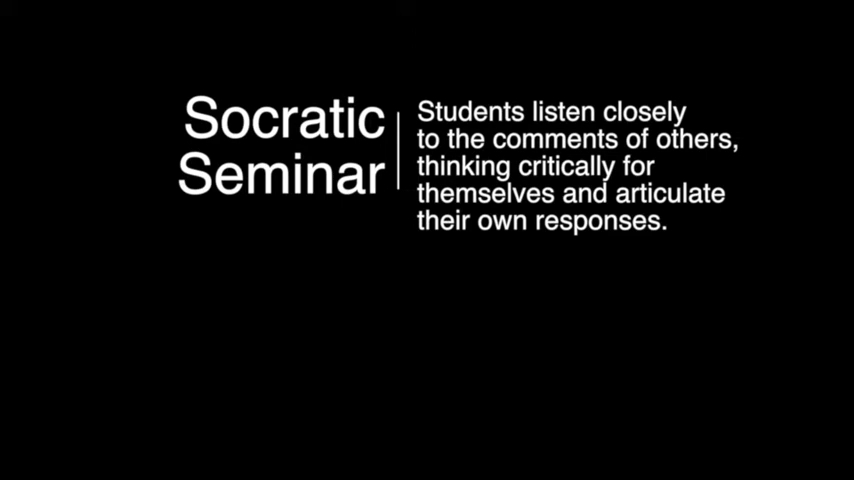 Socratic
Seminar
Students listen closely
to the comments of others,
thinking critically for
themselves and articulate
their own responses.